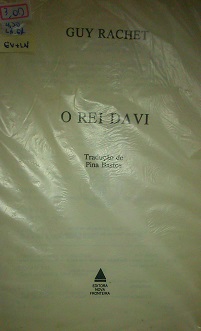 GUY RACHET
O REI DAVI
Tradução de
Pina Bastos
EDITORA
NOVA
FRONTEIRA